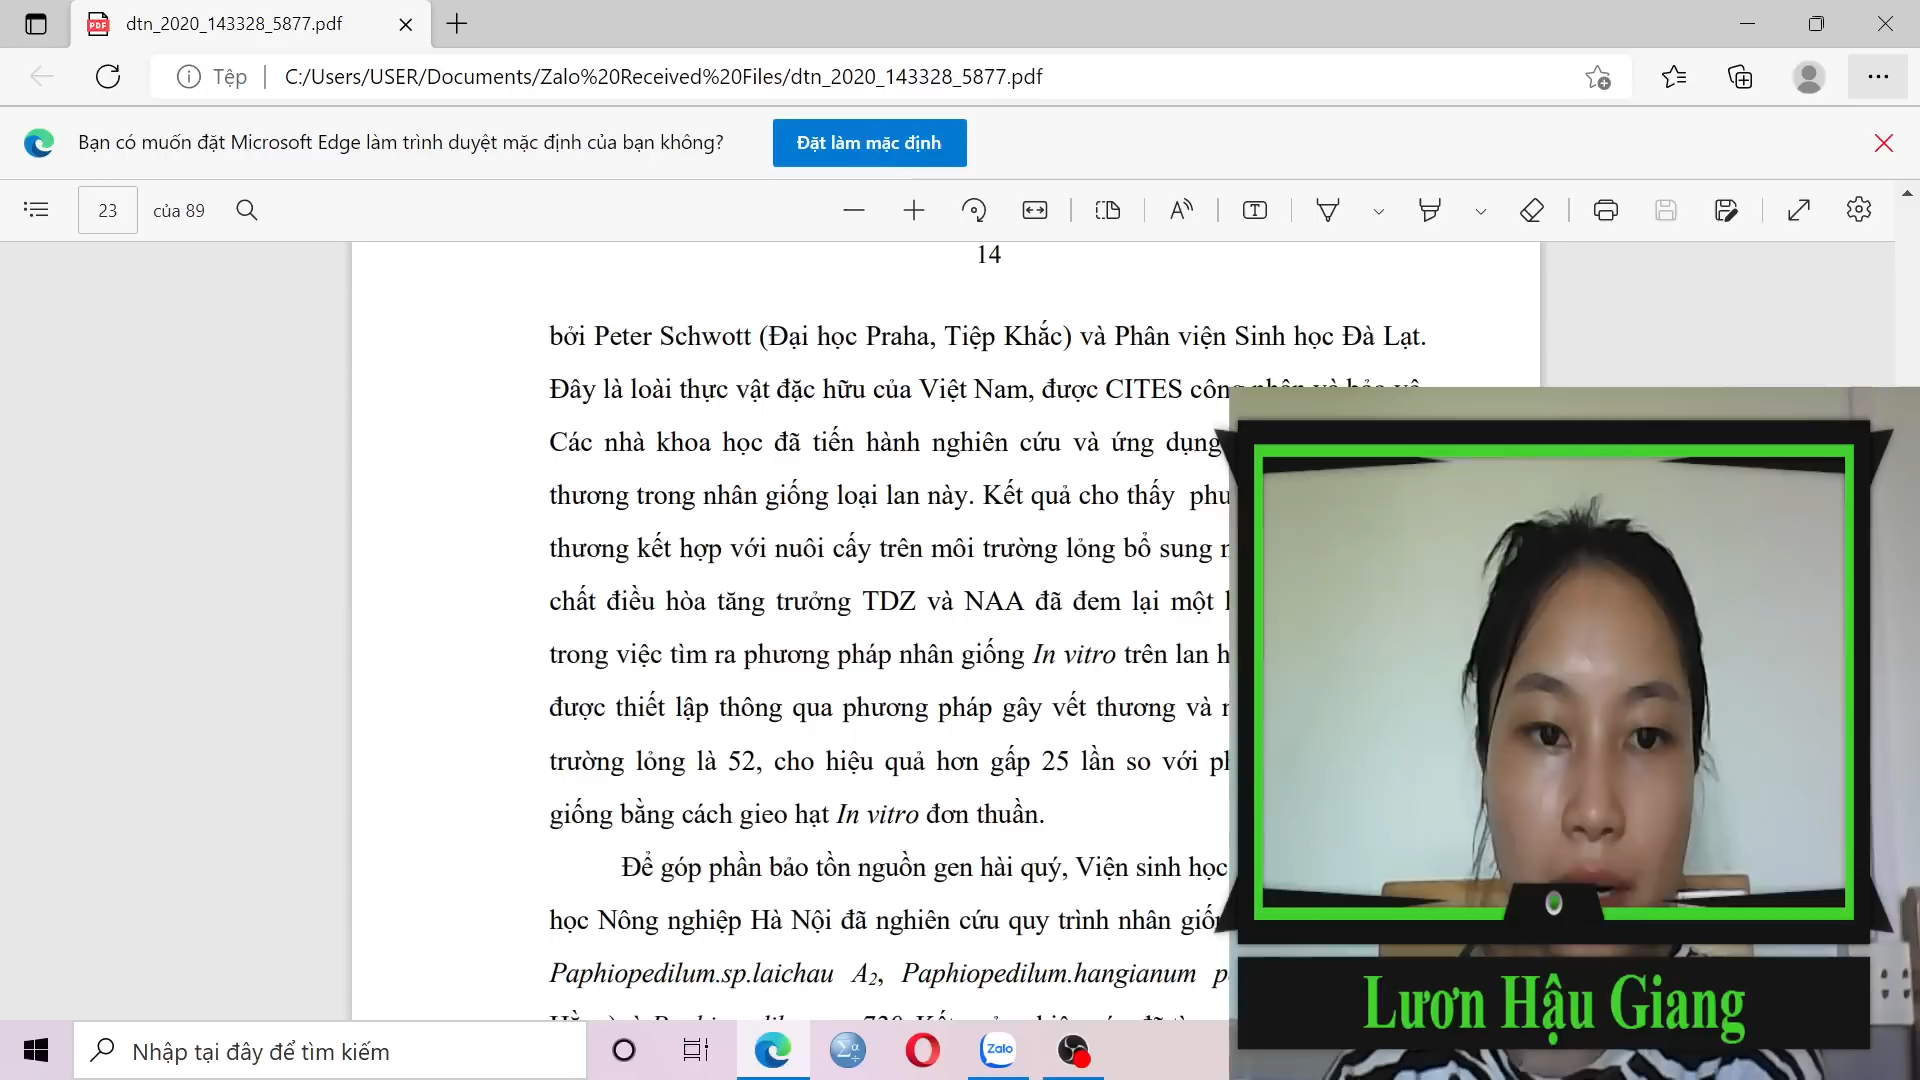 dtn_2020_143328_5877.pdf
Tệp
C:/Users/USER/Documents/Zalo%20Received%20Files/dtn_2020_143328_5877.pdf
Bạn có muốn đặt Microsoft Edge làm trình duyệt mặc định của bạn không?
Đặt làm mặc định
23
của 89
14
bởi Peter Schwott (Đại học Praha, Tiệp Khắc) và Phân viện Sinh học Đà Lạt.
Đây là loài thực vật đặc hữu của Việt Nam, được CITES công nhận và bảo vệ.
Các nhà khoa học đã tiến hành nghiên cứu và ứng dụng
thương trong nhân giống loại lan này. Kết quả cho thấy
thương kết hợp với nuôi cấy trên môi trường lỏng bổ sung
chất điều hòa tăng trưởng TDZ và NAA đã đem lại một
trong việc tìm ra phương pháp nhân giống In vitro trên lan
được thiết lập thông qua phương pháp gây vết thương và
trường lỏng là 52, cho hiệu quả hơn gấp 25 lần so với
giống bằng cách gieo hạt In vitro đơn thuần.
Để góp phần bảo tồn nguồn gen hài quý, Viện sinh học
học Nông nghiệp Hà Nội đã nghiên cứu quy trình nhân
Paphiopedilum.sp.laichau A2, Paphiopedilum.hangianum
Lươn Hậu Giang
Nhập tại đây để tìm kiếm
Zalo